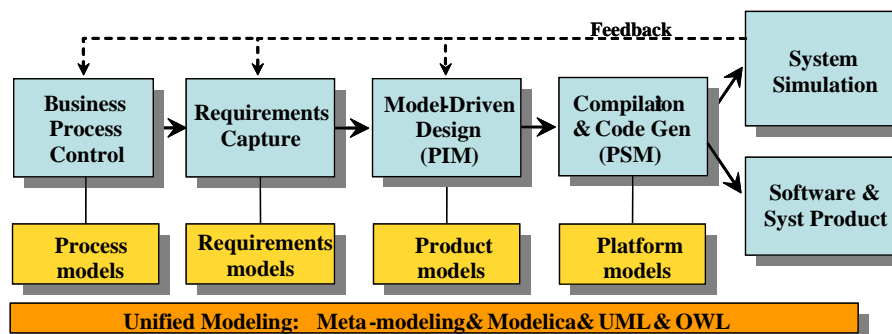 Feedback
System
Simulation
Business
Process
Control
Requirements
Capture
Model-Driven
Design
(PIM)
Compilation
& Code Gen
(PSM)
Software &
Syst Product
Process
models
Requirements
models
Product
models
Platform
models
Unified Modeling: Meta-modeling& Modelica& UML& OWL